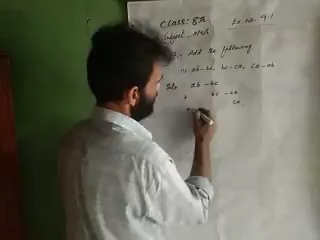 CLASS: 8th Ex. no. 9.1
Subject - Math
Add the following
(i) ab-bc, bc-ca, ca-ab
Soln ab - bc
+ bc - ca
ca